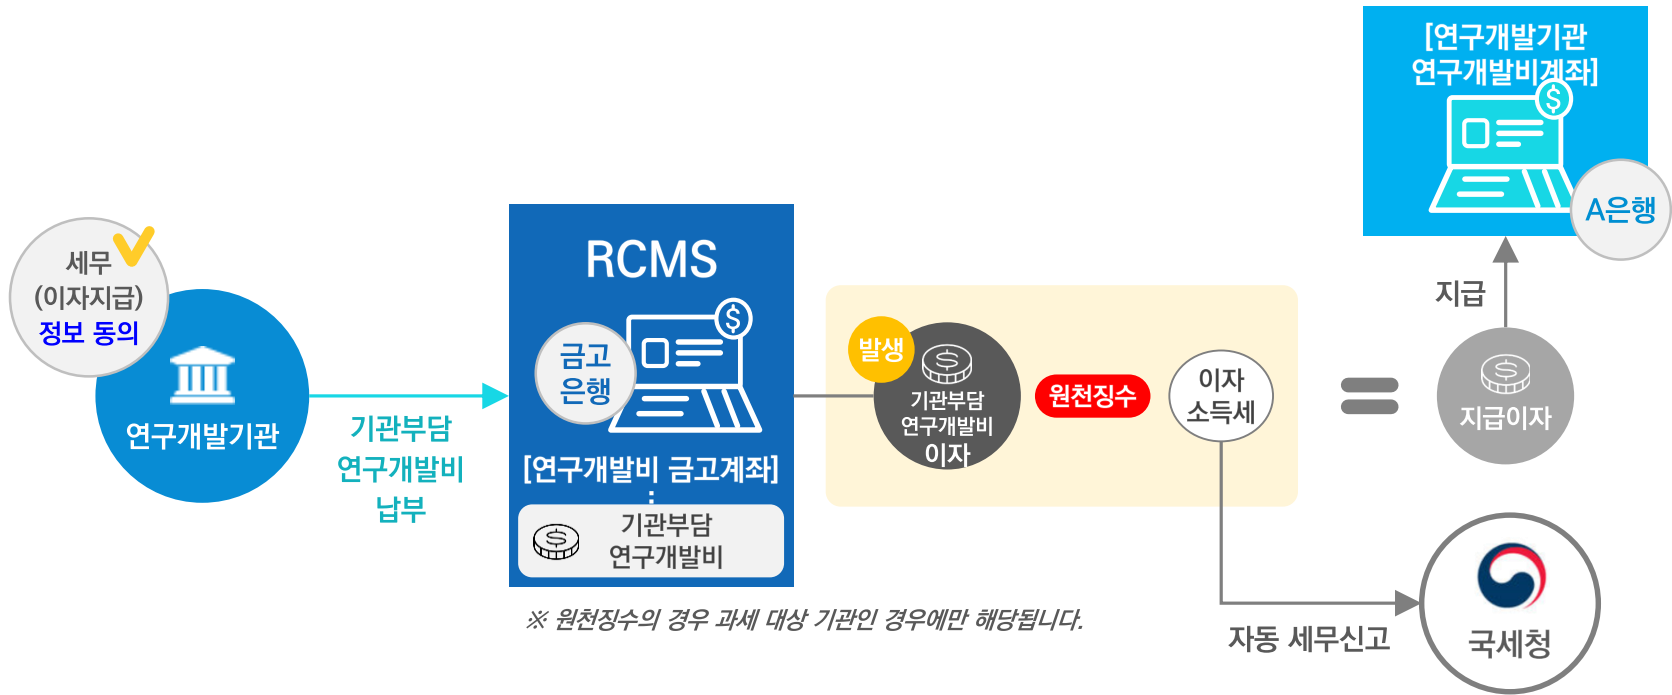 세무
(이자지급)
정보 동의
연구개발기관
기관부담
연구개발비
납부
RCMS
금고
은행
[연구개발비 금고계좌]
기관부담
연구개발비
발생
기관부담
연구개발비
이자
원천징수
이자
소득세
=
지급이자
지급
[연구개발기관
연구개발비계좌]
A은행
자동 세무신고
국세청
※ 원천징수의 경우 과세 대상 기관인 경우에만 해당됩니다.